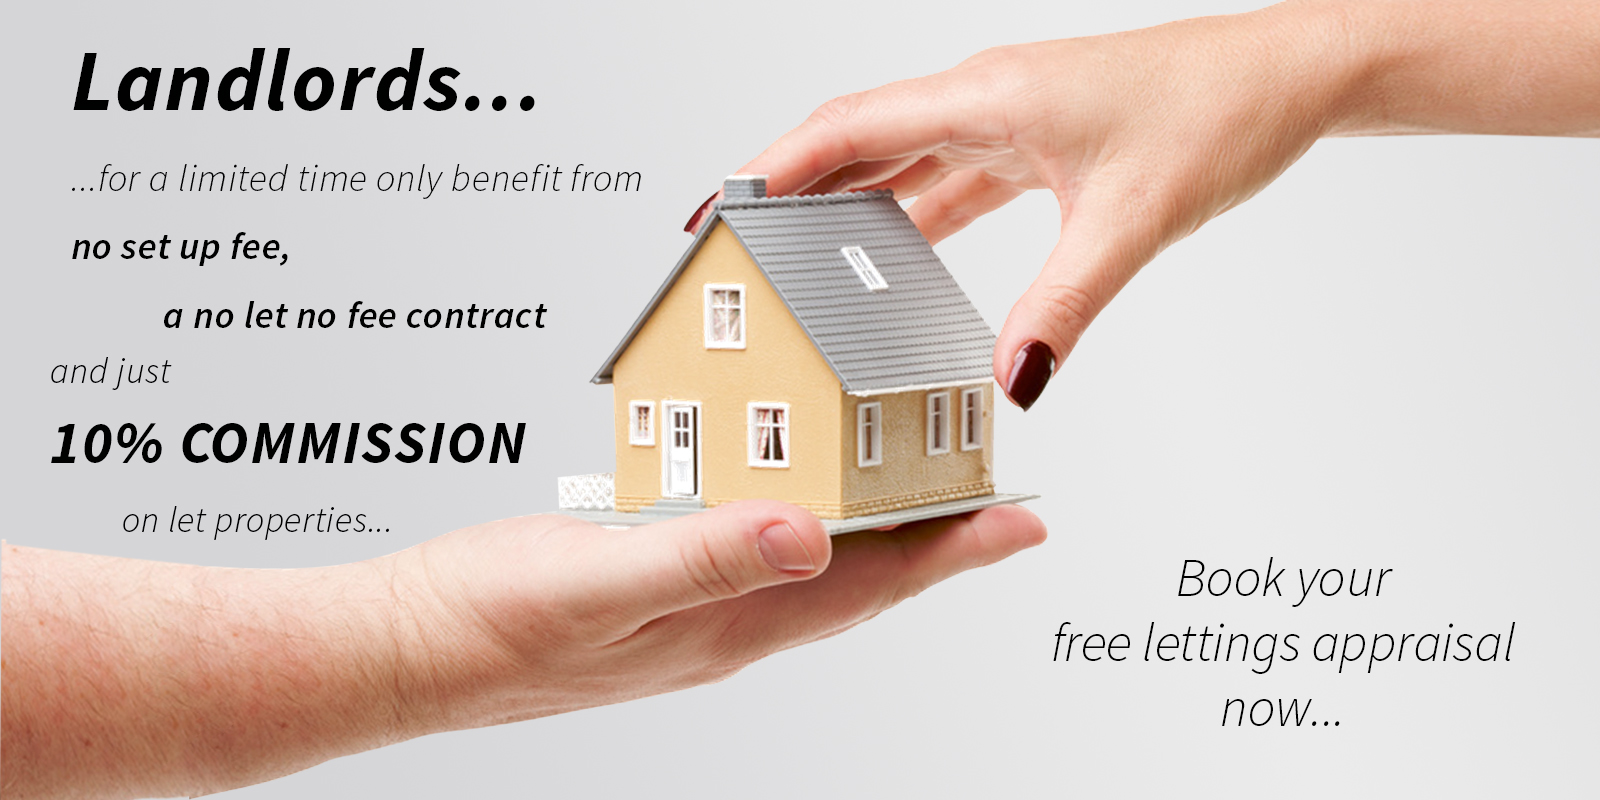 Landlords...
...for a limited time only benefit from
no set up fee,
a no let no fee contract
and just
10% COMMISSION
on let properties...
Book your
free lettings appraisal
now...